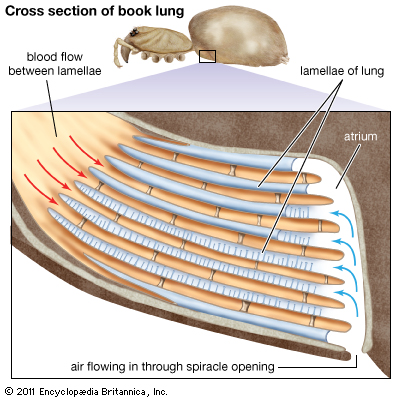 Cross section of book lung
blood flow
between lamellae
lamellae of lung
atrium
air flowing in through spiracle opening
© 2011 Encyclopædia Britannica, Inc.